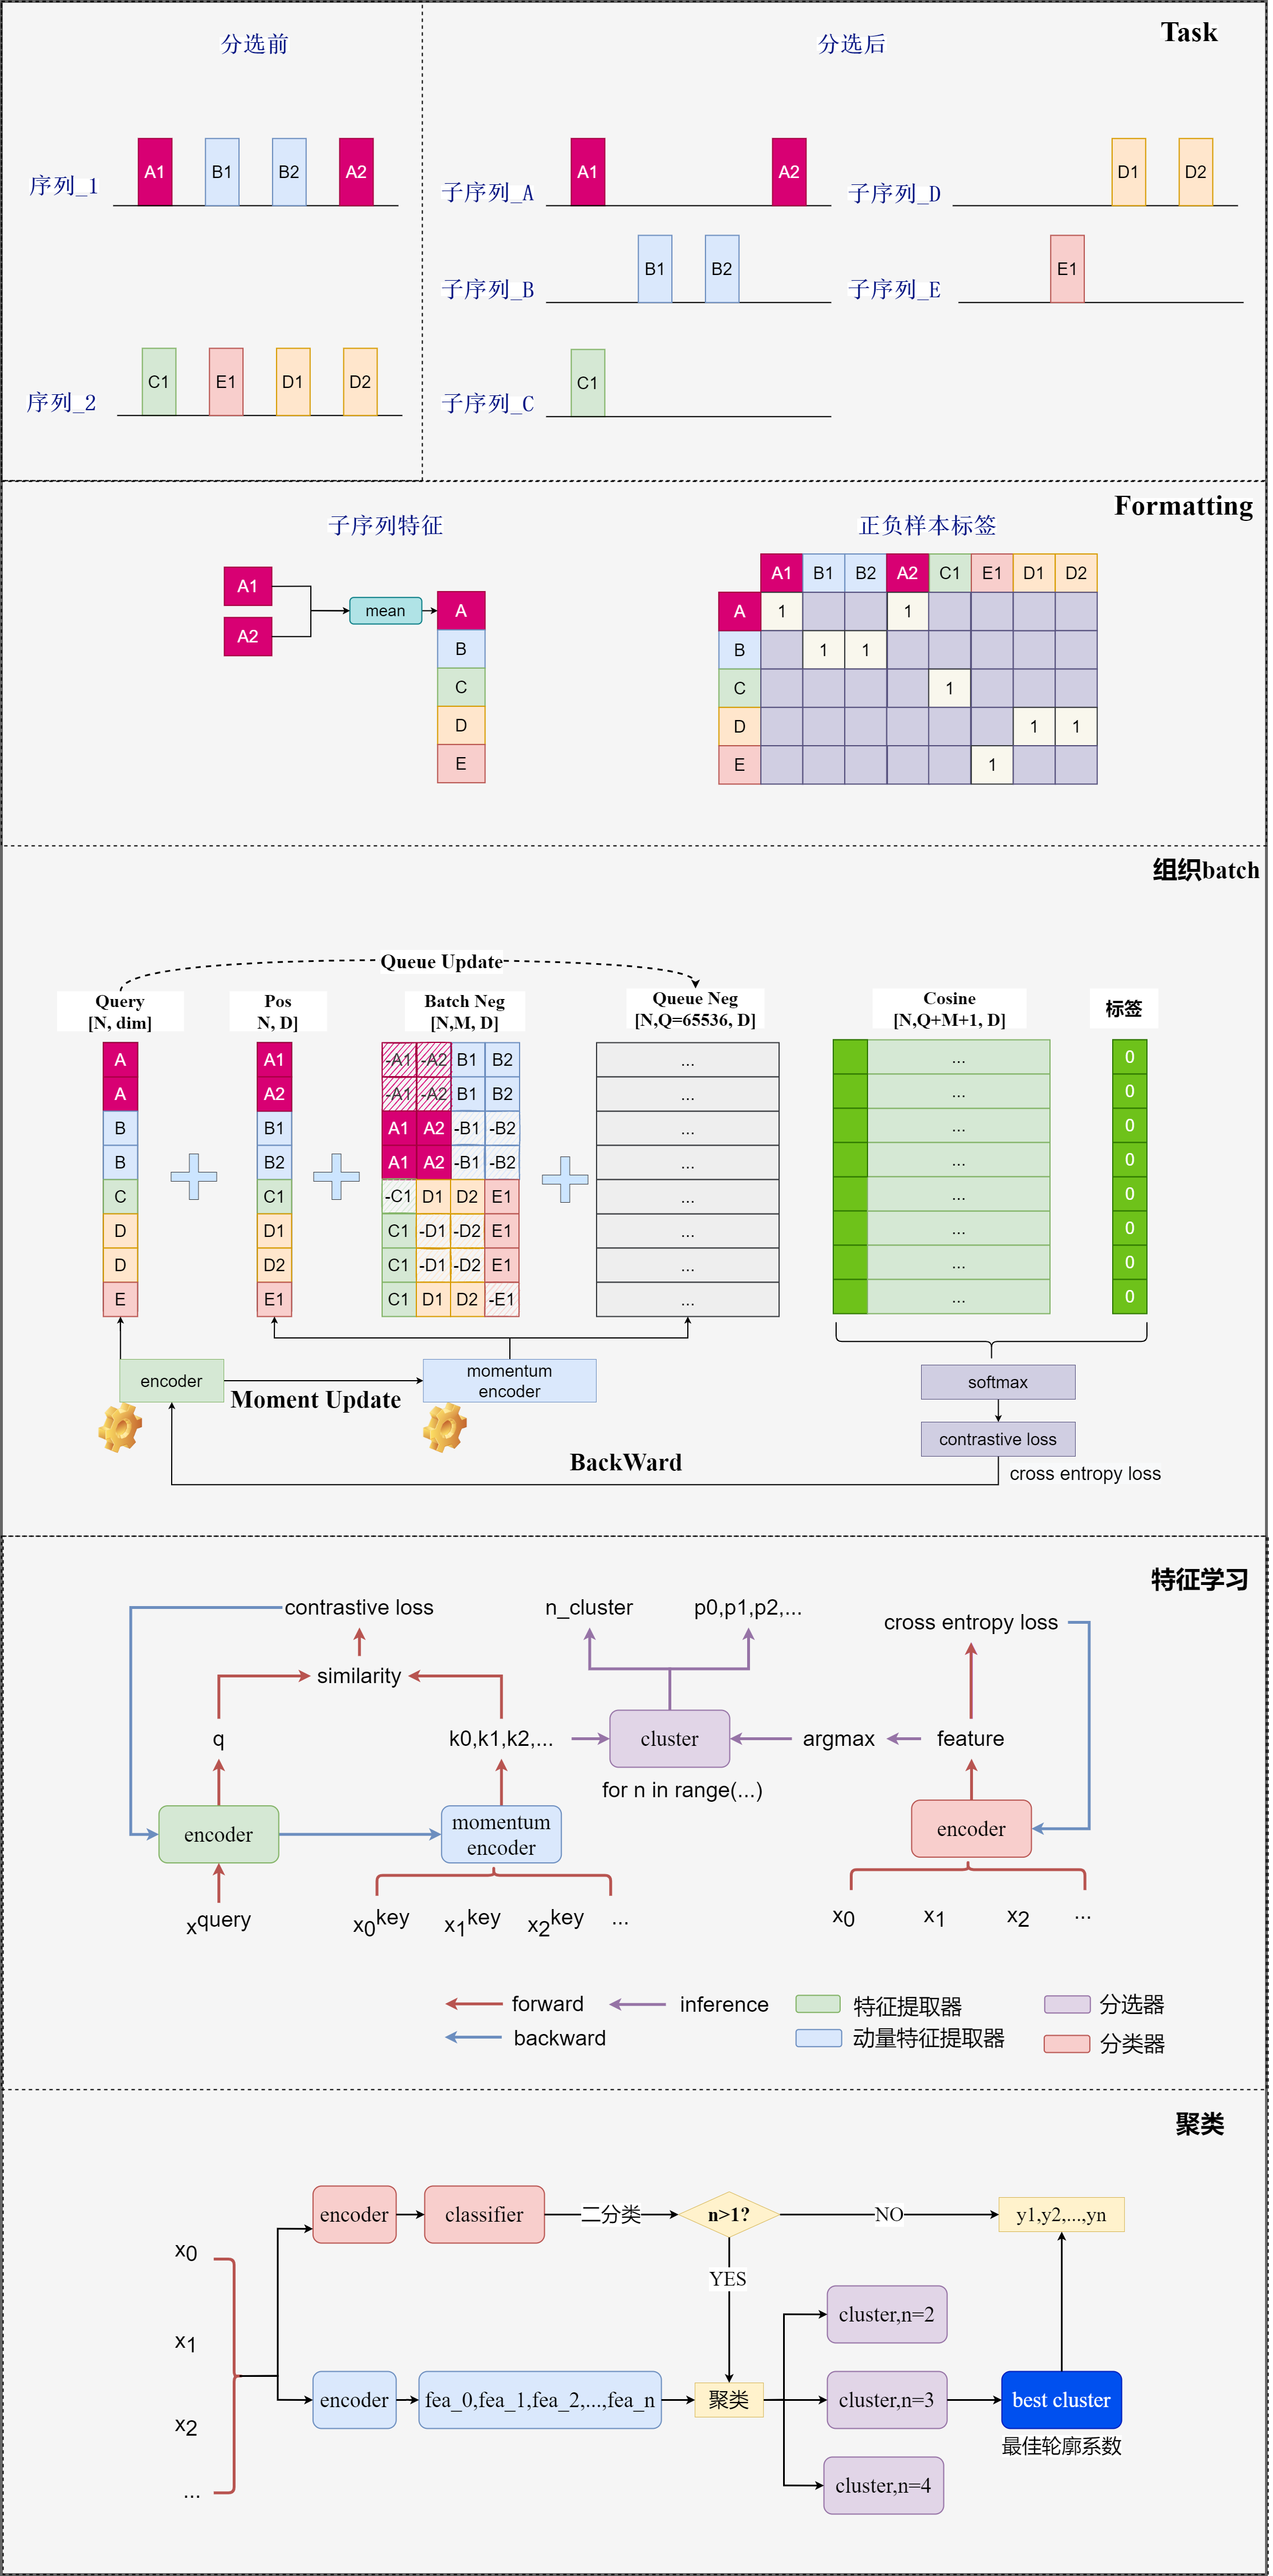 Task
分选前
分选后
序列_1
A1 B1 B2 A2
子序列_A
A1 A2
子序列_D
D1 D2
子序列_B
B1 B2
子序列_E
E1
序列_2
C1 E1 D1 D2
子序列_C
C1
Formatting
子序列特征
A1
A2
mean
A
B
C
D
E
正负样本标签
A1 B1 B2 A2 C1 E1 D1 D2
A 1 1
B 1 1
C 1
D 1 1
E 1
组织batch
Queue Update
Query
[N, dim]
Pos
N, D]
Batch Neg
[N,M, D]
Queue Neg
[N,Q=65536, D]
Cosine
[N,Q+M+1, D]
标签
A A1 -A1 -A2 B1 B2 ... ... 0
A A2 -A1 -A2 B1 B2 ... ... 0
B B1 A1 A2 -B1 -B2 ... ... 0
B B2 A1 A2 -B1 -B2 ... ... 0
C C1 -C1 D1 D2 E1 ... ... 0
D D1 C1 -D1 -D2 E1 ... ... 0
D D2 C1 -D1 -D2 E1 ... ... 0
E E1 C1 D1 D2 -E1 ... ... 0
encoder
Moment Update
momentum
encoder
softmax
contrastive loss
cross entropy loss
BackWard
特征学习
contrastive loss
n_cluster
p0,p1,p2,...
cross entropy loss
similarity
q
k0,k1,k2,...
cluster
argmax
feature
for n in range(...)
encoder
momentum
encoder
encoder
x^query
x0^key x1^key x2^key ...
x0 x1 x2 ...
forward
inference
特征提取器
分选器
backward
动量特征提取器
分类器
聚类
encoder
classifier
二分类
n>1?
NO
y1,y2,...,yn
x0
YES
cluster,n=2
x1
encoder
fea_0,fea_1,fea_2,...,fea_n
聚类
cluster,n=3
best cluster
x2
最佳轮廓系数
cluster,n=4
...